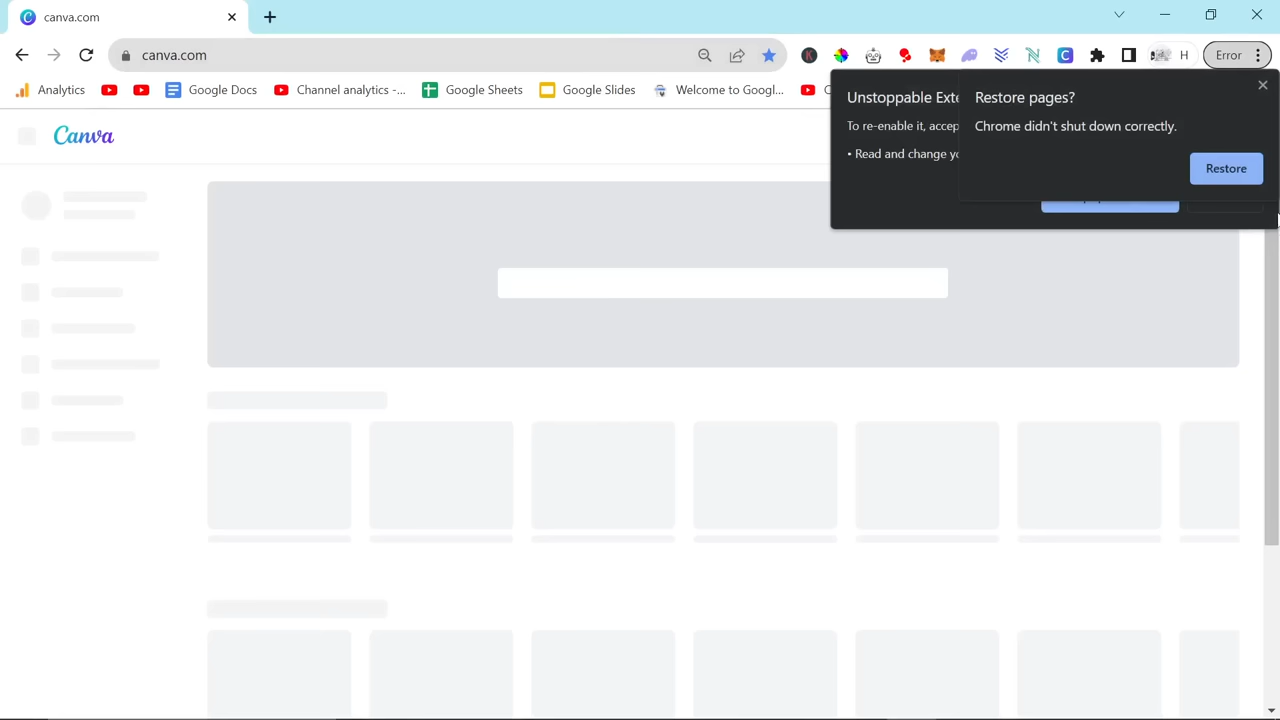 canva.com
canva.com
Error
Analytics
Google Docs
Channel analytics -...
Google Sheets
Google Slides
Welcome to Googl...
Canva
Unstoppable Exte
To re-enable it, accep
• Read and change yo
Restore pages?
Chrome didn't shut down correctly.
Restore
H